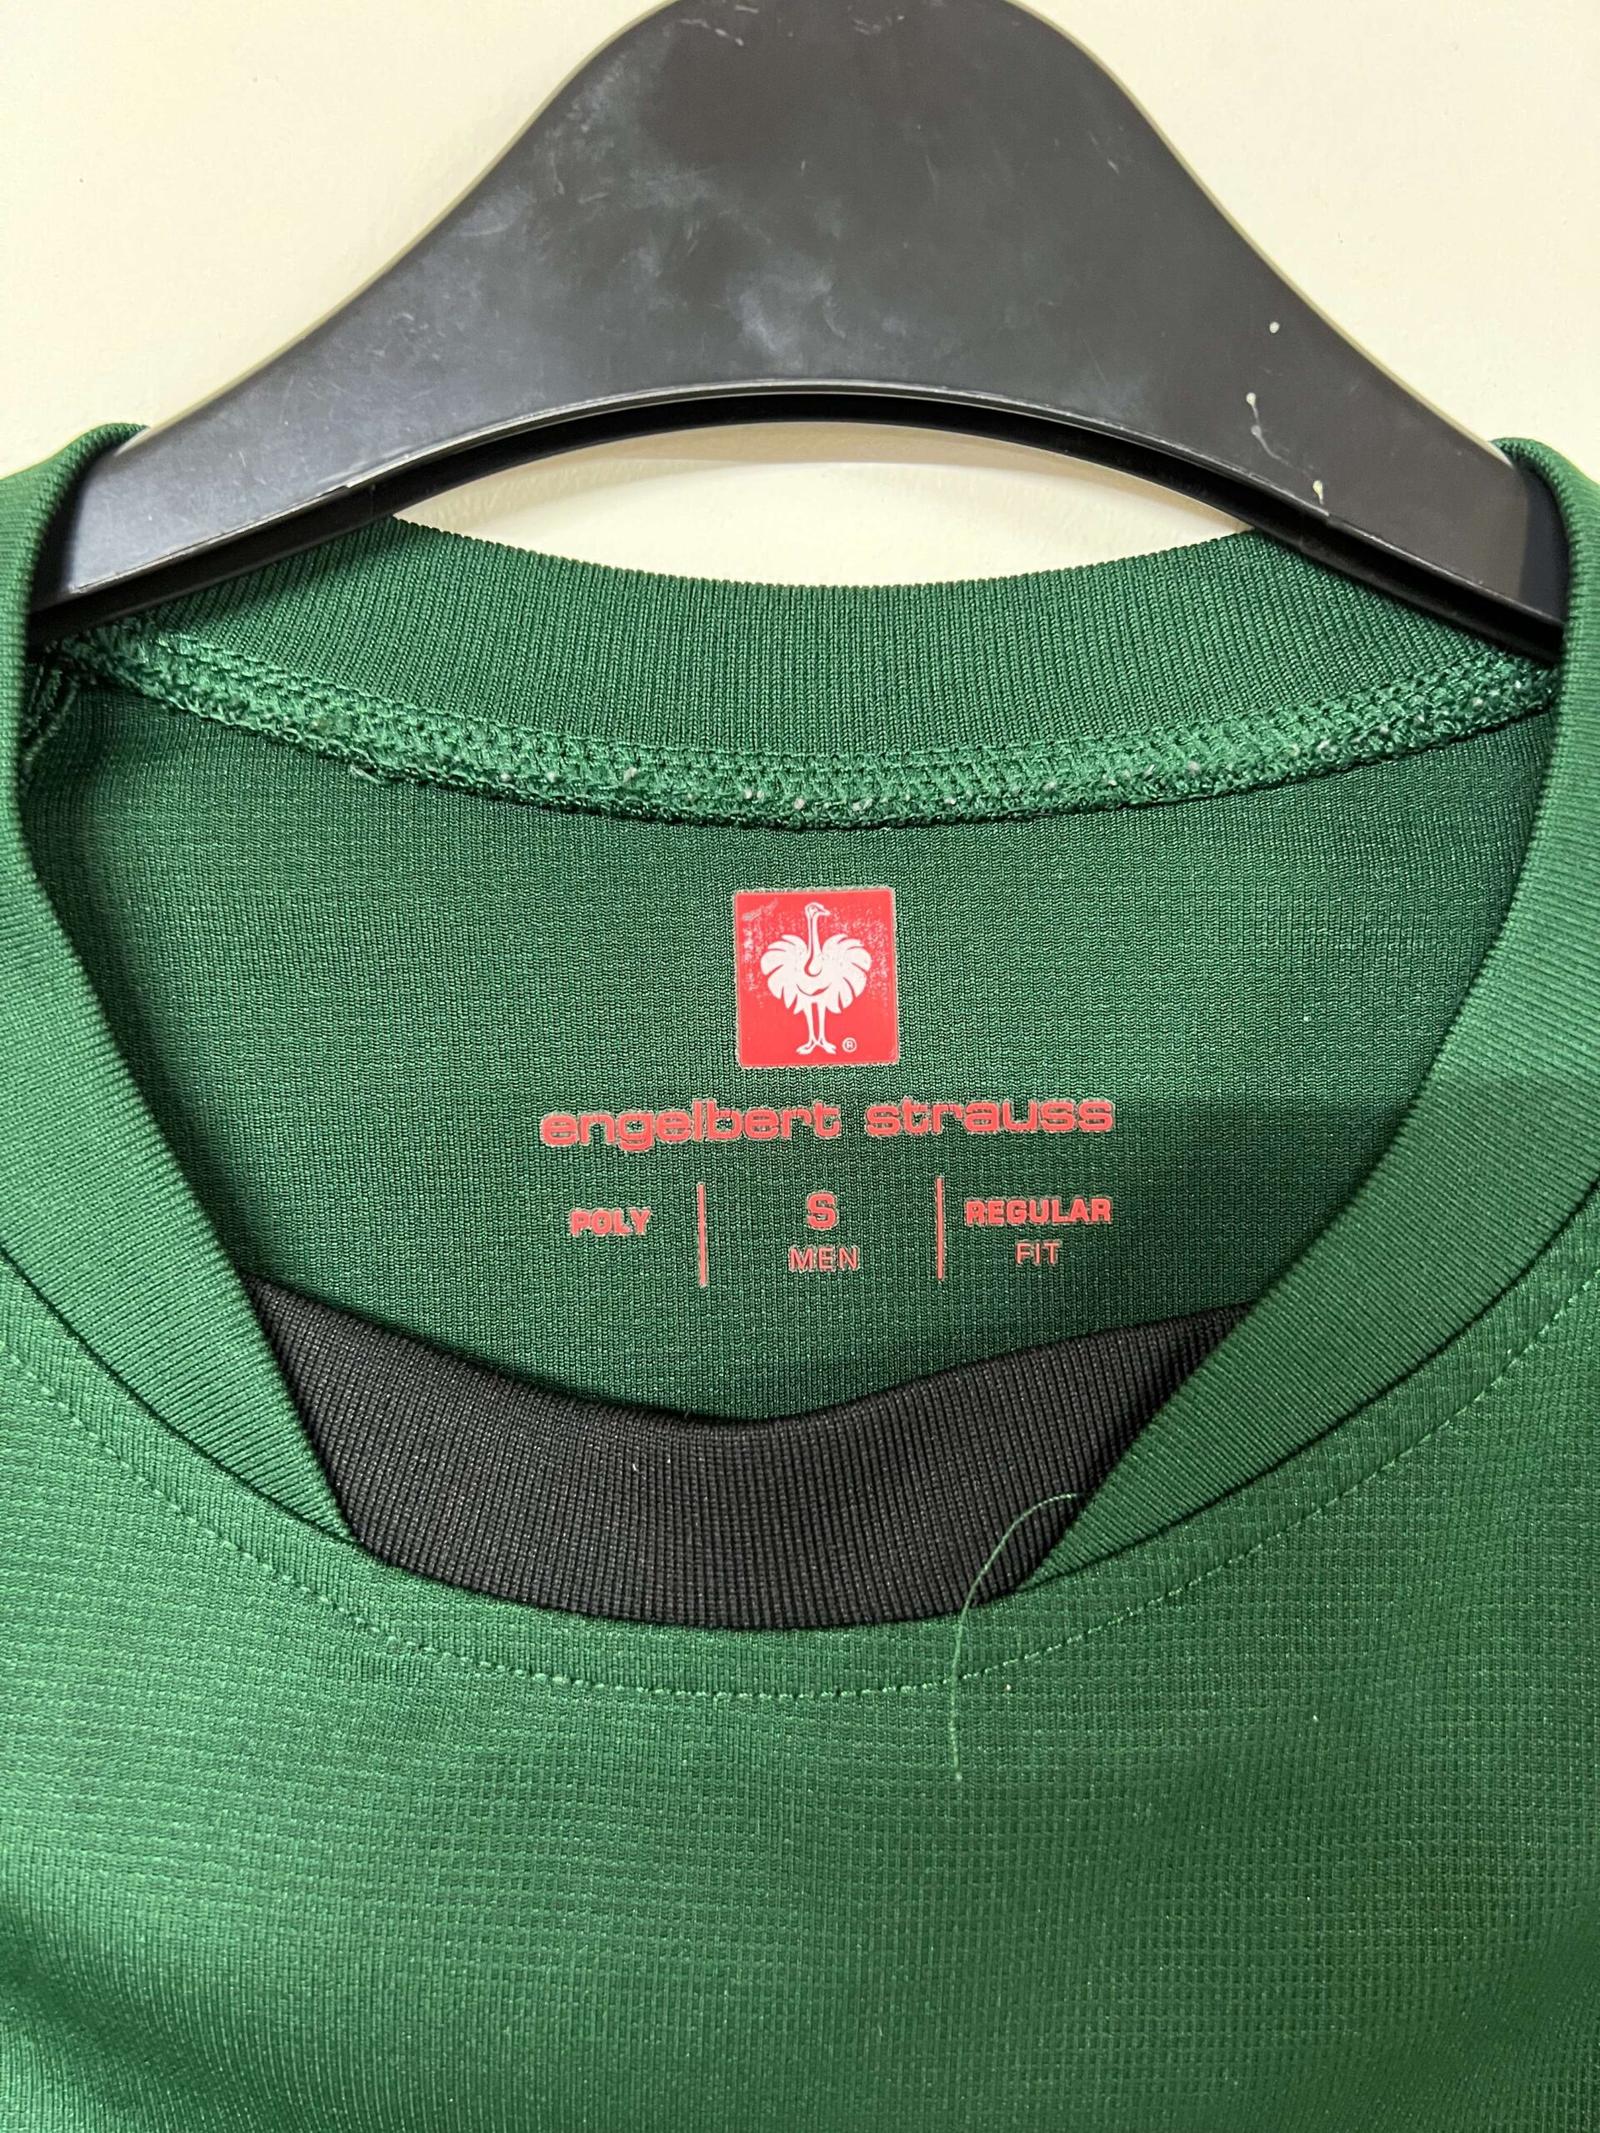 ®
engelbert strauss
POLY | S | REGULAR
MEN FIT